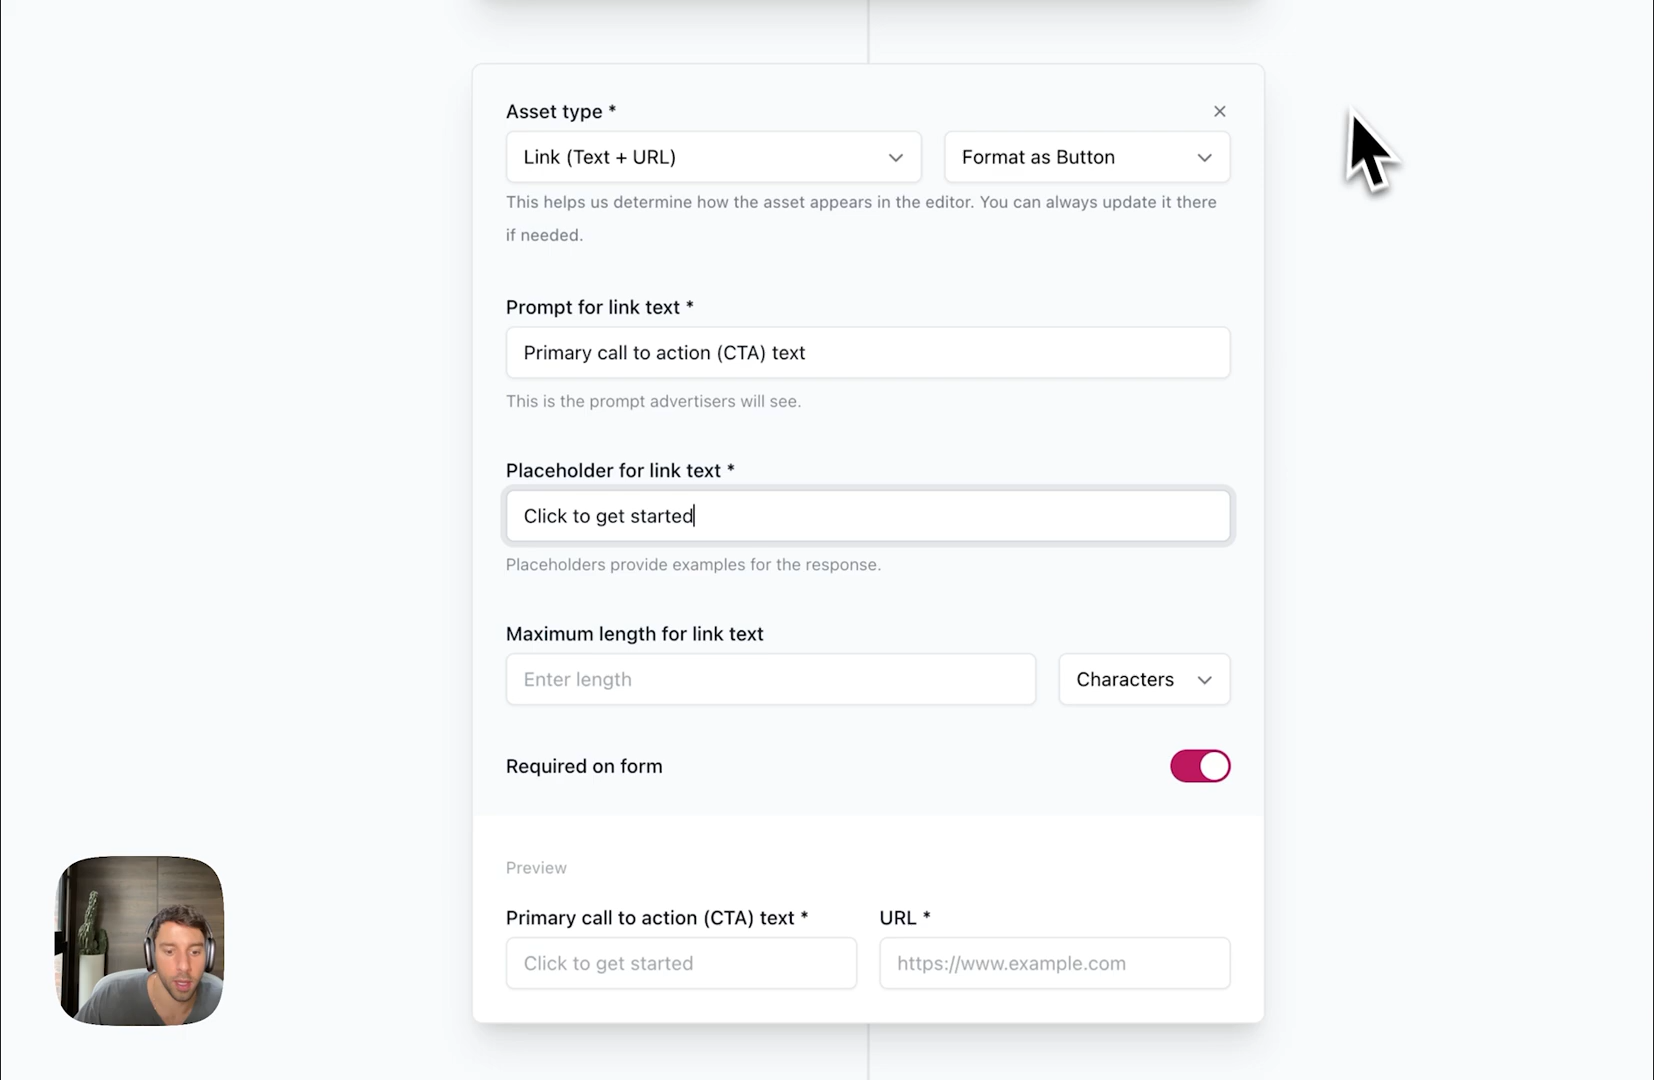 Asset type *
Link (Text + URL)
Format as Button
This helps us determine how the asset appears in the editor. You can always update it there
if needed.
Prompt for link text *
Primary call to action (CTA) text
This is the prompt advertisers will see.
Placeholder for link text *
Click to get started
Placeholders provide examples for the response.
Maximum length for link text
Enter length
Characters
Required on form
Preview
Primary call to action (CTA) text *
URL *
Click to get started
https://www.example.com